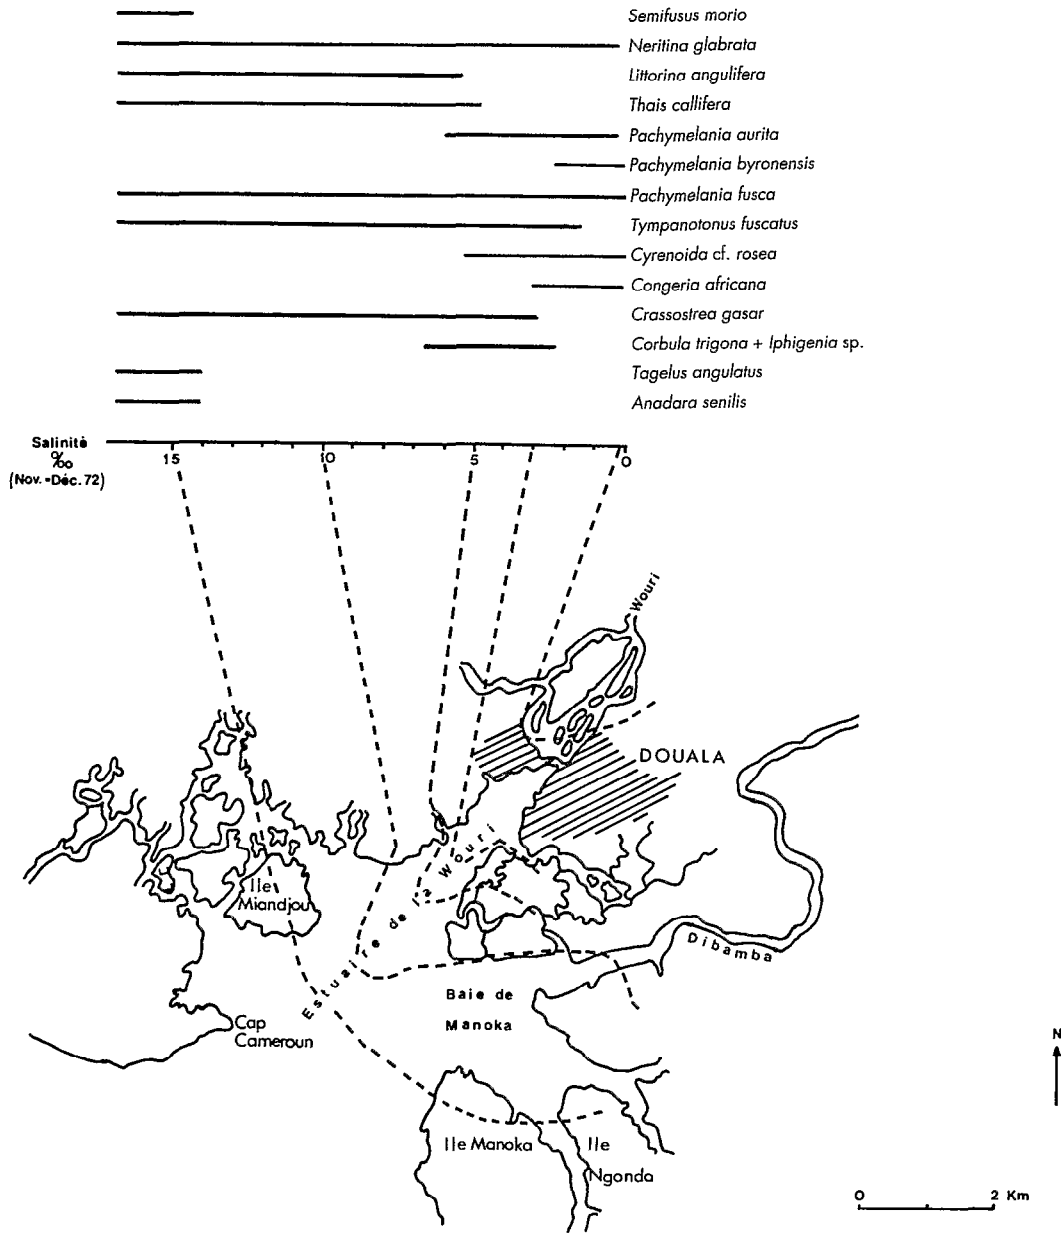 Semifusus morio
Neritina glabrata
Littorina angulifera
Thais callifera
Pachymelania aurita
Pachymelania byronensis
Pachymelania fusca
Tympanotonus fuscatus
Cyrenoida cf. rosea
Congeria africana
Crassostrea gasar
Corbula trigona + Iphigenia sp.
Tagelus angulatus
Anadara senilis
Salinité
‰
(Nov.-Déc.72)
15 10 5 0
Wouri
DOUALA
Ile
Miandjou
Estuaire de la Wouri
Dibamba
Baie de
Manoka
Cap
Cameroun
N
Ile Manoka
Ile
Ngonda
0 2 Km